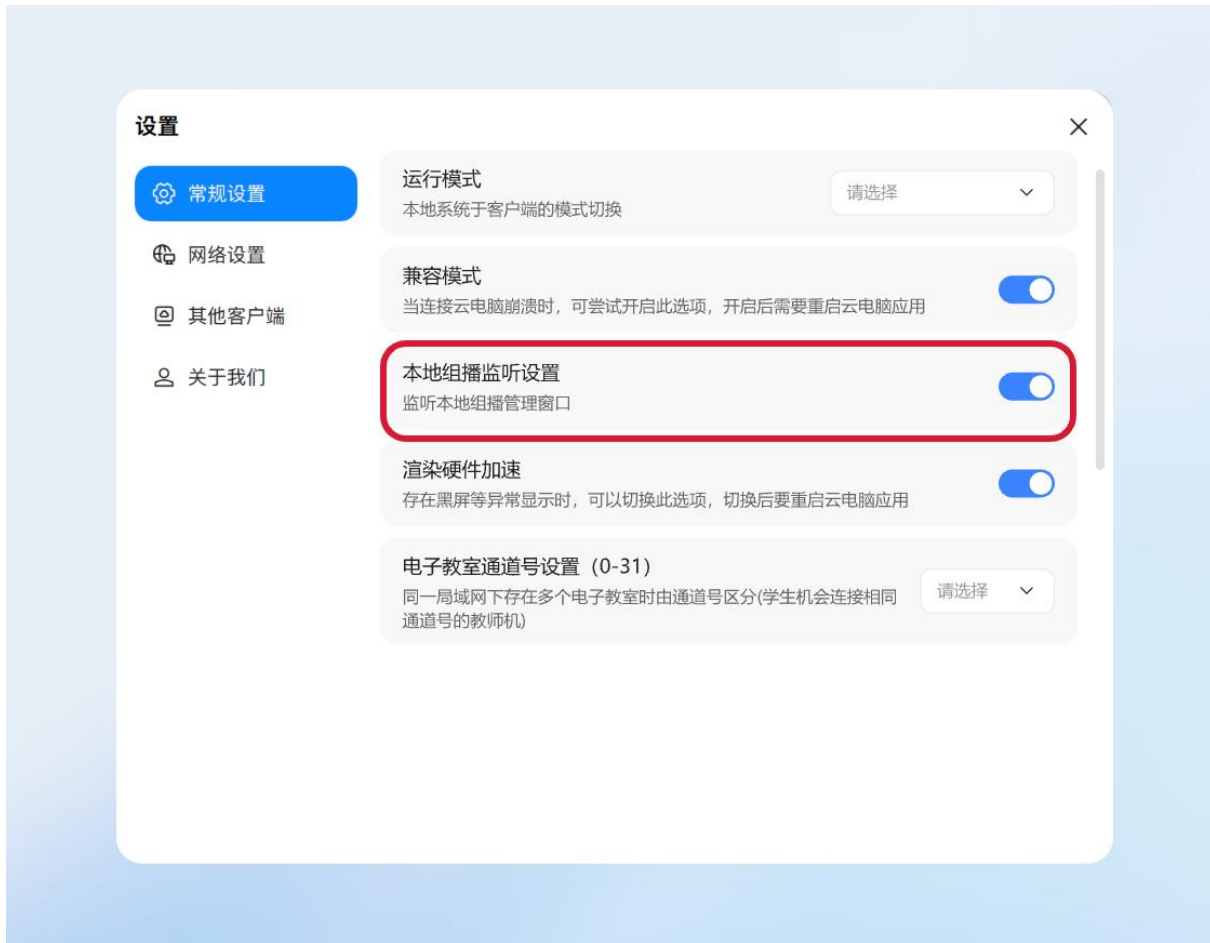 设置
常规设置
网络设置
其他客户端
关于我们
运行模式
本地系统于客户端的模式切换
请选择
兼容模式
当连接云电脑崩溃时，可尝试开启此选项，开启后需要重启云电脑应用
本地组播监听设置
监听本地组播管理窗口
渲染硬件加速
存在黑屏等异常显示时，可以切换此选项，切换后要重启云电脑应用
电子教室通道号设置（0-31）
同一局域网下存在多个电子教室时由通道号区分(学生机会连接相同
通道号的教师机)
请选择